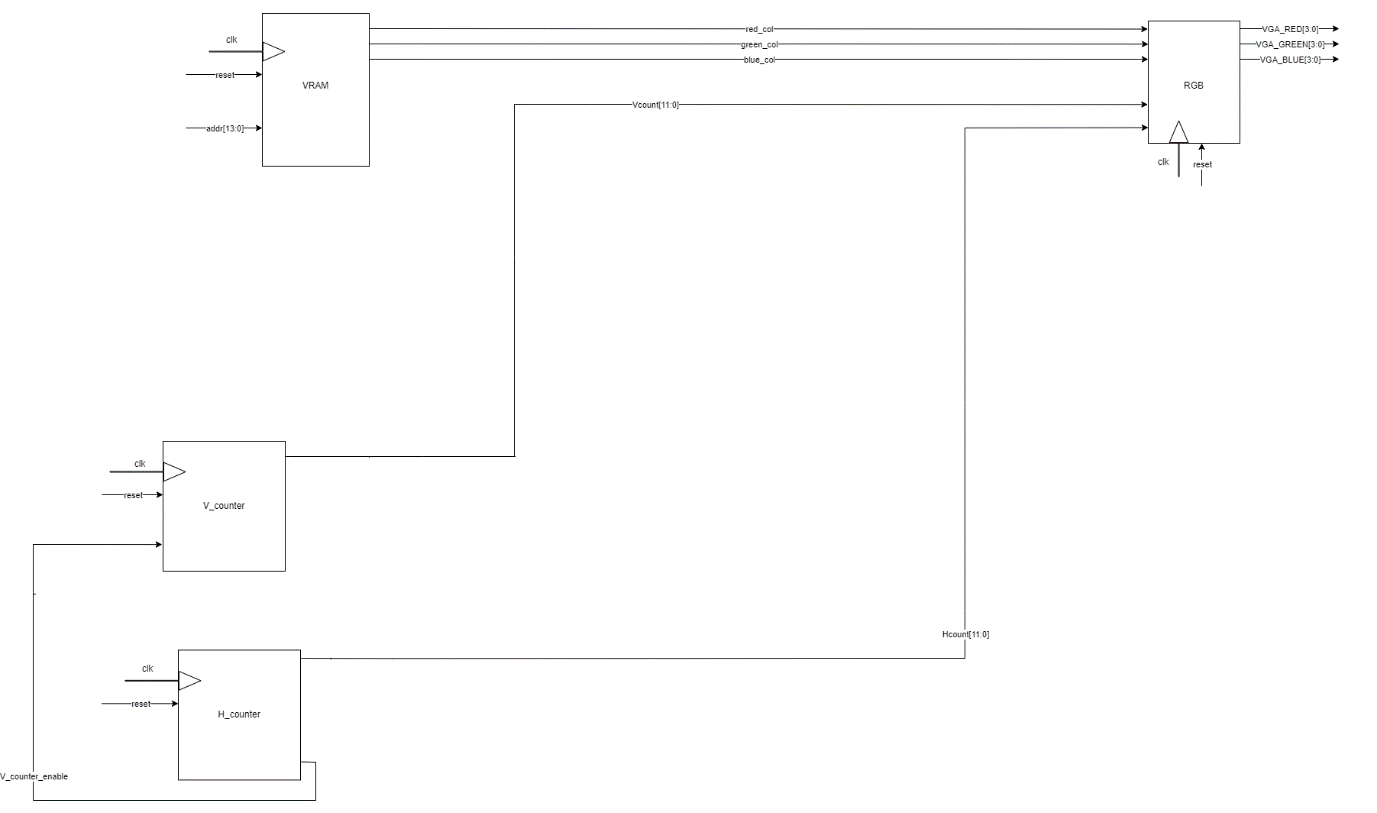 clk
reset
addr[13:0]
VRAM
red_col
green_col
blue_col
Vcount[11:0]
RGB
clk
reset
VGA_RED[3:0]
VGA_GREEN[3:0]
VGA_BLUE[3:0]
clk
reset
V_counter
Hcount[11:0]
clk
reset
H_counter
V_counter_enable